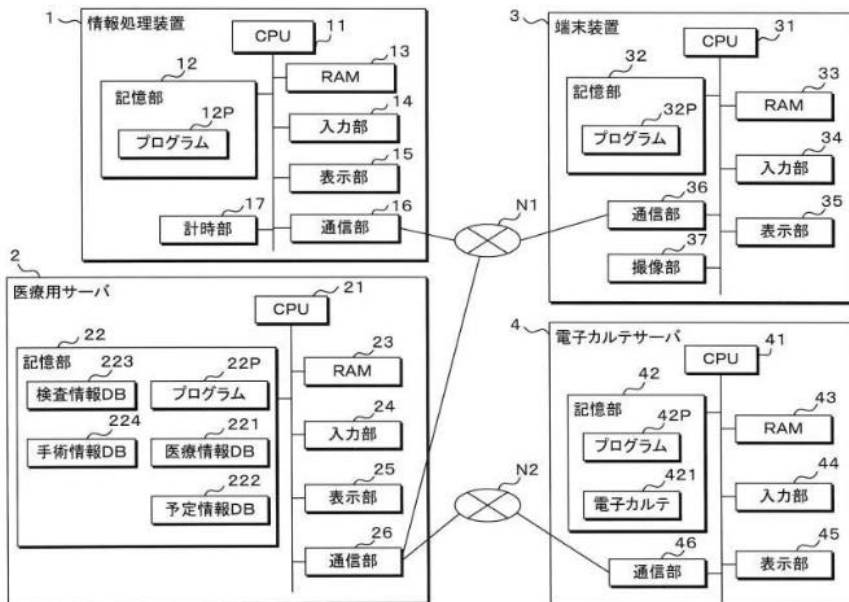 1
情報処理装置
CPU
11
12
記憶部
12P
プログラム
13
RAM
14
入力部
15
表示部
17
計時部
16
通信部
N1
3
端末装置
CPU
31
32
記憶部
32P
プログラム
33
RAM
34
入力部
36
通信部
35
表示部
37
撮像部
2
医療用サーバ
CPU
21
22
記憶部
223
検査情報DB
22P
プログラム
224
手術情報DB
221
医療情報DB
222
予定情報DB
23
RAM
24
入力部
25
表示部
26
通信部
N2
4
電子カルテサーバ
CPU
41
42
記憶部
42P
プログラム
421
電子カルテ
43
RAM
44
入力部
46
通信部
45
表示部